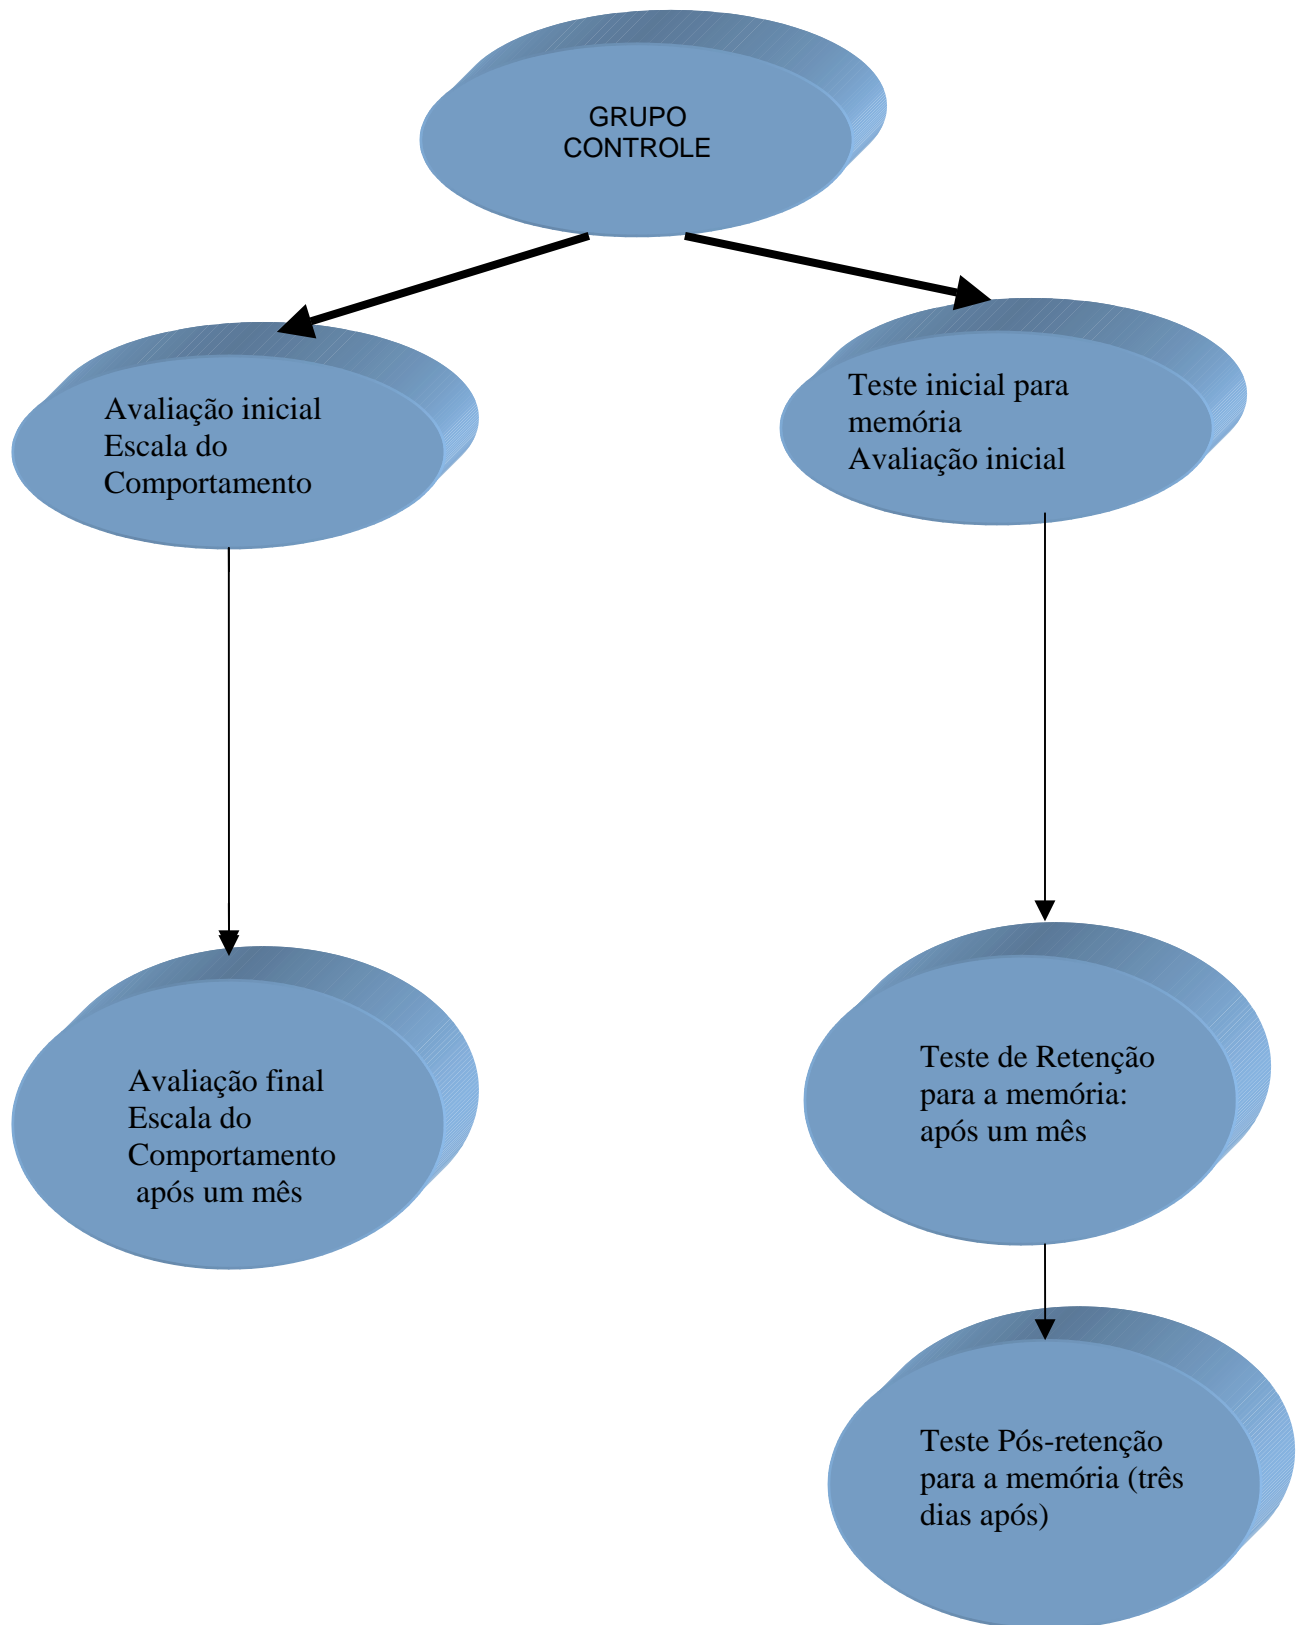 GRUPO
CONTROLE
Avaliação inicial
Escala do
Comportamento
Teste inicial para
memória
Avaliação inicial
Avaliação final
Escala do
Comportamento
após um mês
Teste de Retenção
para a memória:
após um mês
Teste Pós-retenção
para a memória (três
dias após)